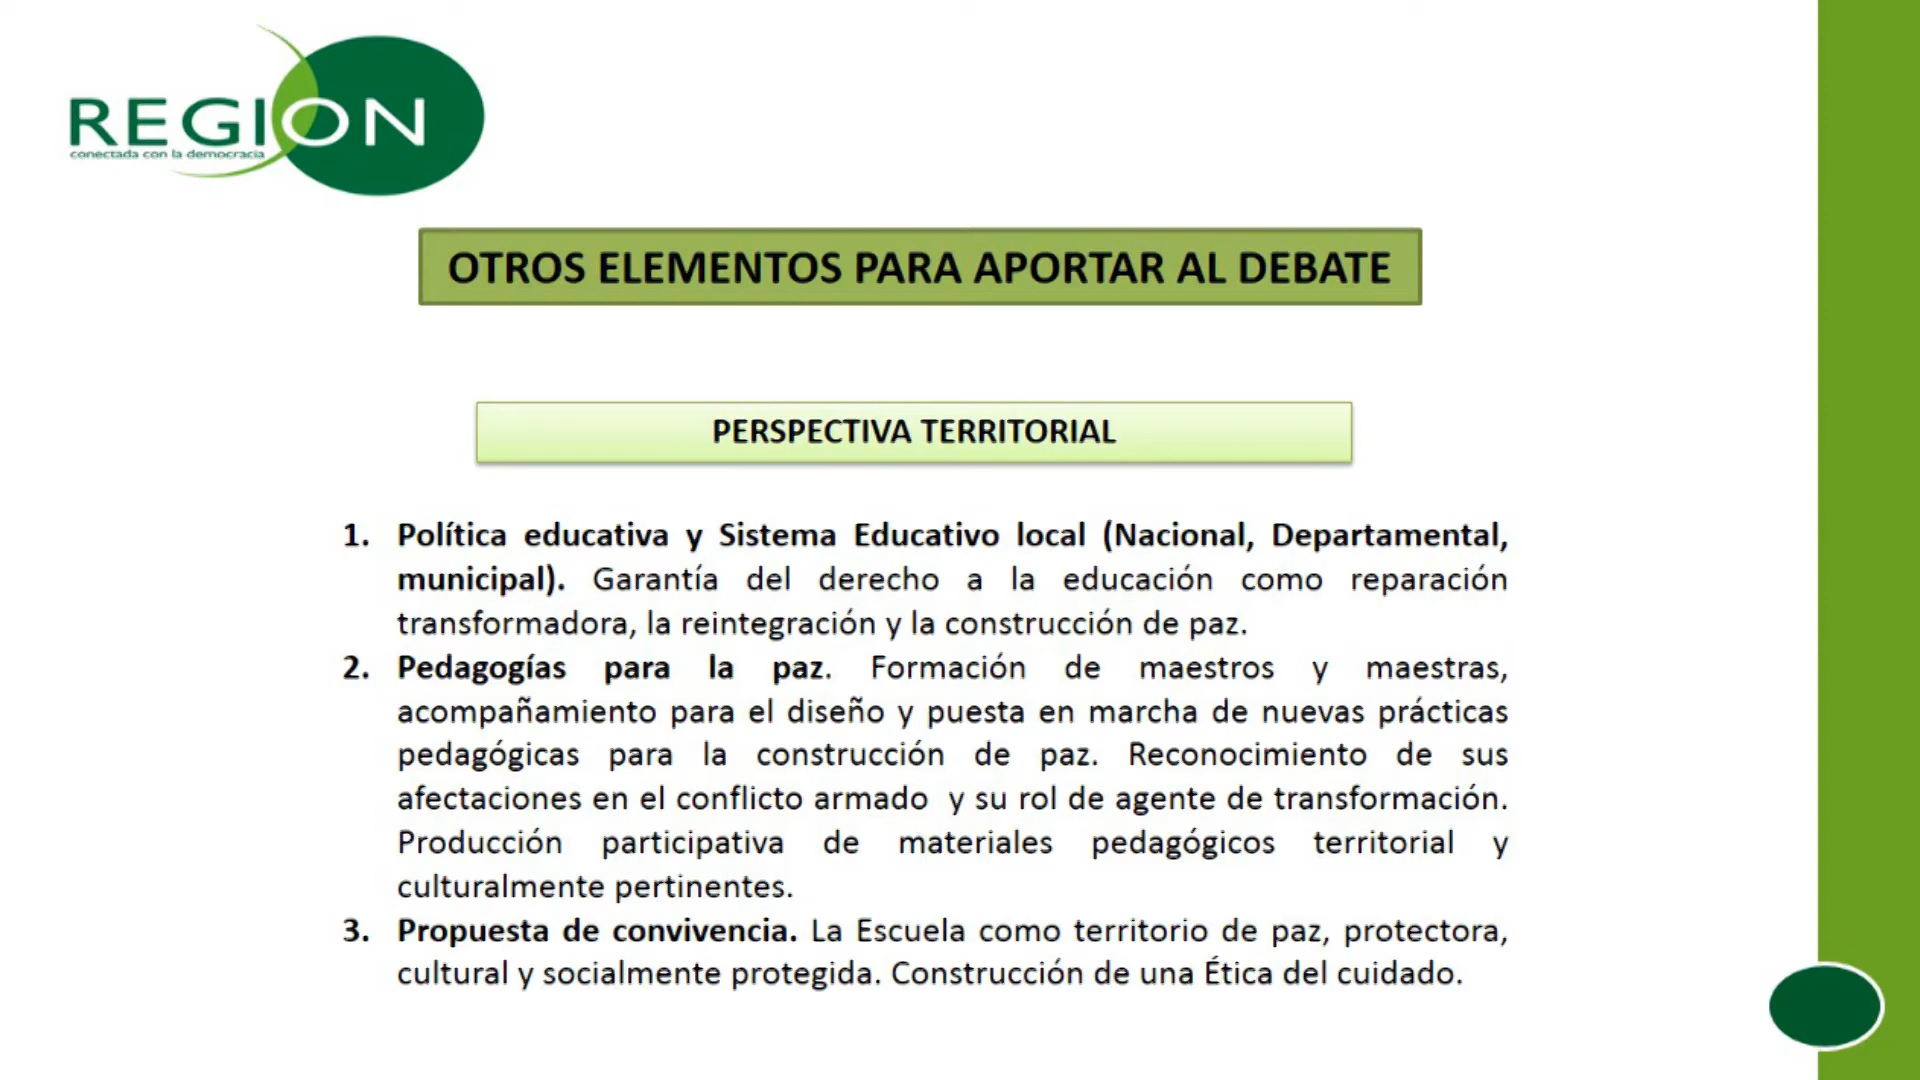 REGION
conectada con la democracia
OTROS ELEMENTOS PARA APORTAR AL DEBATE
PERSPECTIVA TERRITORIAL
1. Política educativa y Sistema Educativo local (Nacional, Departamental,
municipal). Garantía del derecho a la educación como reparación
transformadora, la reintegración y la construcción de paz.
2. Pedagogías para la paz. Formación de maestros y maestras,
acompañamiento para el diseño y puesta en marcha de nuevas prácticas
pedagógicas para la construcción de paz. Reconocimiento de sus
afectaciones en el conflicto armado y su rol de agente de transformación.
Producción participativa de materiales pedagógicos territorial y
culturalmente pertinentes.
3. Propuesta de convivencia. La Escuela como territorio de paz, protectora,
cultural y socialmente protegida. Construcción de una Ética del cuidado.